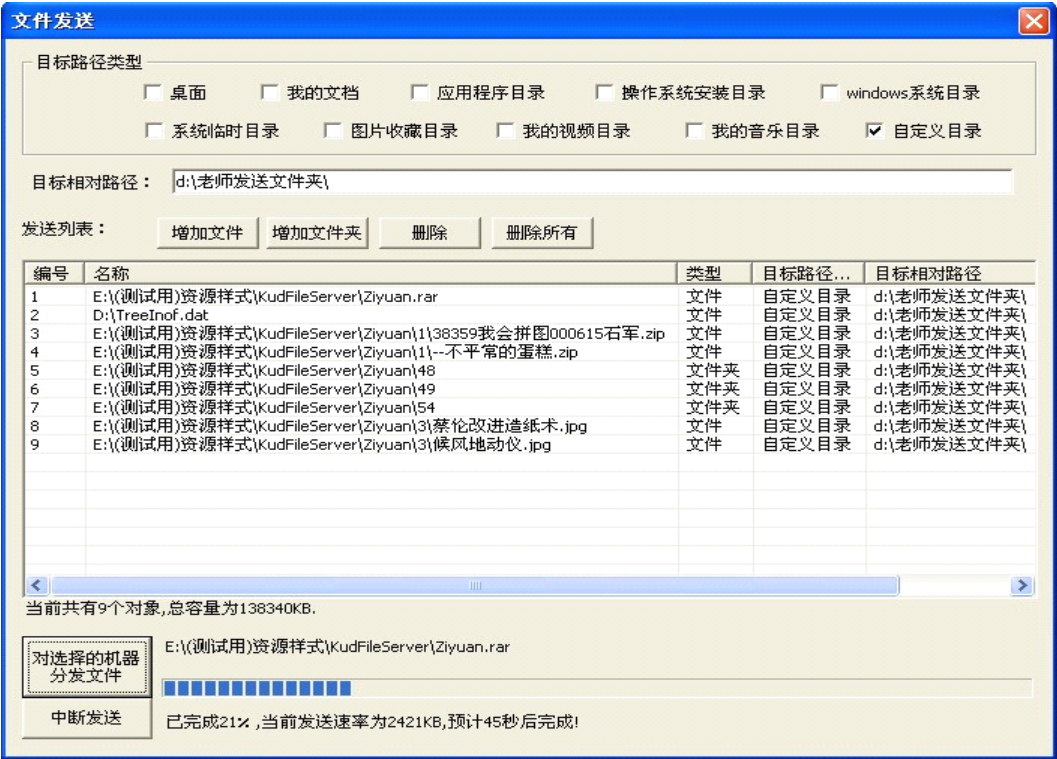 文件发送
目标路径类型
桌面 我的文档 应用程序目录 操作系统安装目录 windows系统目录
系统临时目录 图片收藏目录 我的视频目录 我的音乐目录 自定义目录
目标相对路径： d:\老师发送文件夹\
发送列表： 增加文件 增加文件夹 删除 删除所有
编号 名称 类型 目标路径... 目标相对路径
1 E:\(测试用)资源样式\KudFileServer\Ziyuan.rar 文件 自定义目录 d:\老师发送文件夹\
2 D:\TreeInof.dat 文件 自定义目录 d:\老师发送文件夹\
3 E:\(测试用)资源样式\KudFileServer\Ziyuan\1\38359我会拼图000615石军.zip 文件 自定义目录 d:\老师发送文件夹\
4 E:\(测试用)资源样式\KudFileServer\Ziyuan\1\--不平常的蛋糕.zip 文件 自定义目录 d:\老师发送文件夹\
5 E:\(测试用)资源样式\KudFileServer\Ziyuan\48 文件夹 自定义目录 d:\老师发送文件夹\
6 E:\(测试用)资源样式\KudFileServer\Ziyuan\49 文件夹 自定义目录 d:\老师发送文件夹\
7 E:\(测试用)资源样式\KudFileServer\Ziyuan\54 文件夹 自定义目录 d:\老师发送文件夹\
8 E:\(测试用)资源样式\KudFileServer\Ziyuan\3\蔡伦改进造纸术.jpg 文件 自定义目录 d:\老师发送文件夹\
9 E:\(测试用)资源样式\KudFileServer\Ziyuan\3\候风地动仪.jpg 文件 自定义目录 d:\老师发送文件夹\
当前共有9个对象,总容量为138340KB.
对选择的机器
分发文件
E:\(测试用)资源样式\KudFileServer\Ziyuan.rar
中断发送
已完成21% ,当前发送速率为2421KB,预计45秒后完成!